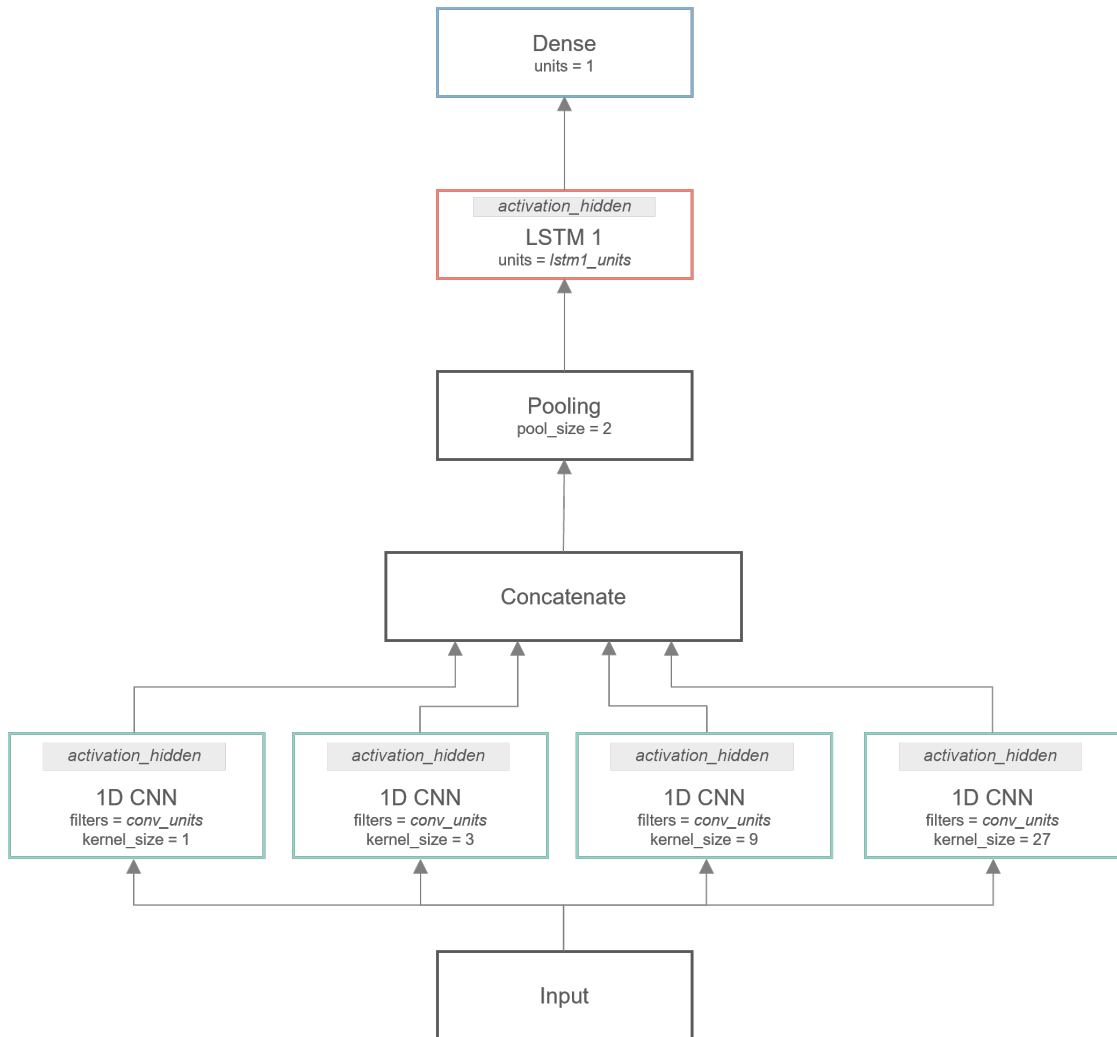 Dense
units = 1
activation_hidden
LSTM 1
units = lstm1_units
Pooling
pool_size = 2
Concatenate
activation_hidden
1D CNN
filters = conv_units
kernel_size = 1
activation_hidden
1D CNN
filters = conv_units
kernel_size = 3
activation_hidden
1D CNN
filters = conv_units
kernel_size = 9
activation_hidden
1D CNN
filters = conv_units
kernel_size = 27
Input